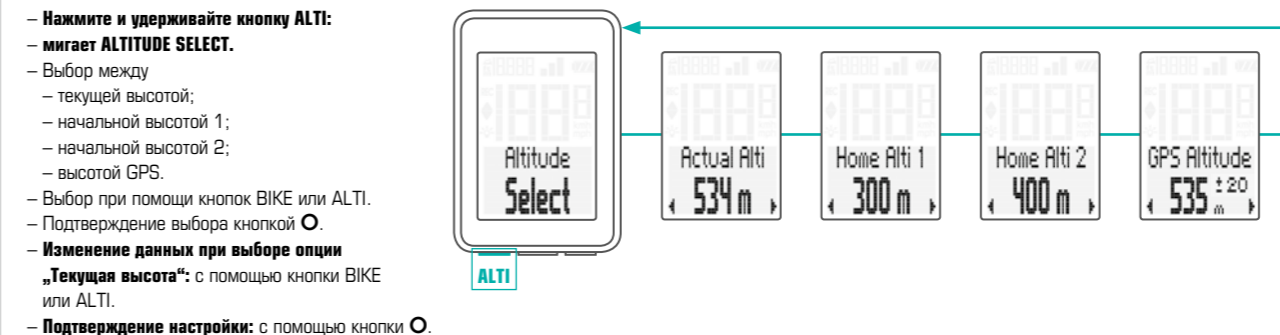 – Нажмите и удерживайте кнопку ALTI:
– мигает ALTITUDE SELECT.
– Выбор между
– текущей высотой;
– начальной высотой 1;
– начальной высотой 2;
– высотой GPS.
– Выбор при помощи кнопок BIKE или ALTI.
– Подтверждение выбора кнопкой O.
– Изменение данных при выборе опции
„Текущая высота“: с помощью кнопки BIKE
или ALTI.
– Подтверждение настройки: с помощью кнопки O.
Altitude
Select
ALTI
Actual Alti
534 m
Home Alti 1
300 m
Home Alti 2
400 m
GPS Altitude
535 m ±20